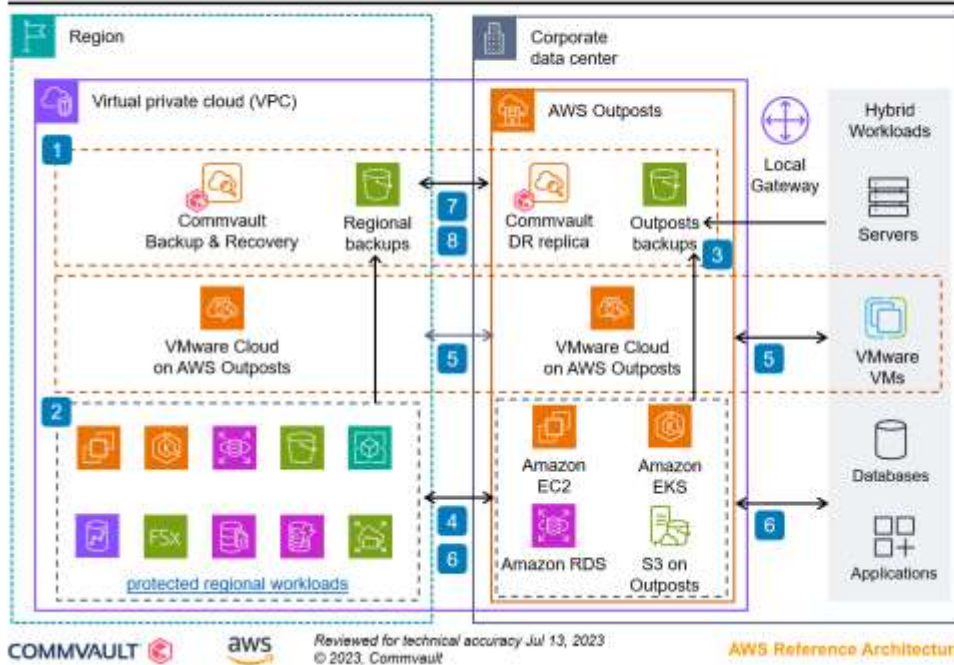 Region
Corporate
data center
Virtual private cloud (VPC)
AWS Outposts
Hybrid
Workloads
Local
Gateway
1
Commvault
Backup & Recovery
Regional
backups
7
8
Commvault
DR replica
Outposts
backups
3
Servers
VMware Cloud
on AWS Outposts
5
VMware Cloud
on AWS Outposts
5
VMware
VMs
2
FSx
protected regional workloads
4
6
Amazon
EC2
Amazon
EKS
Amazon RDS
S3 on
Outposts
6
Databases
Applications
COMMVAULT
aws
Reviewed for technical accuracy Jul 13, 2023
© 2023, Commvault
AWS Reference Architectur